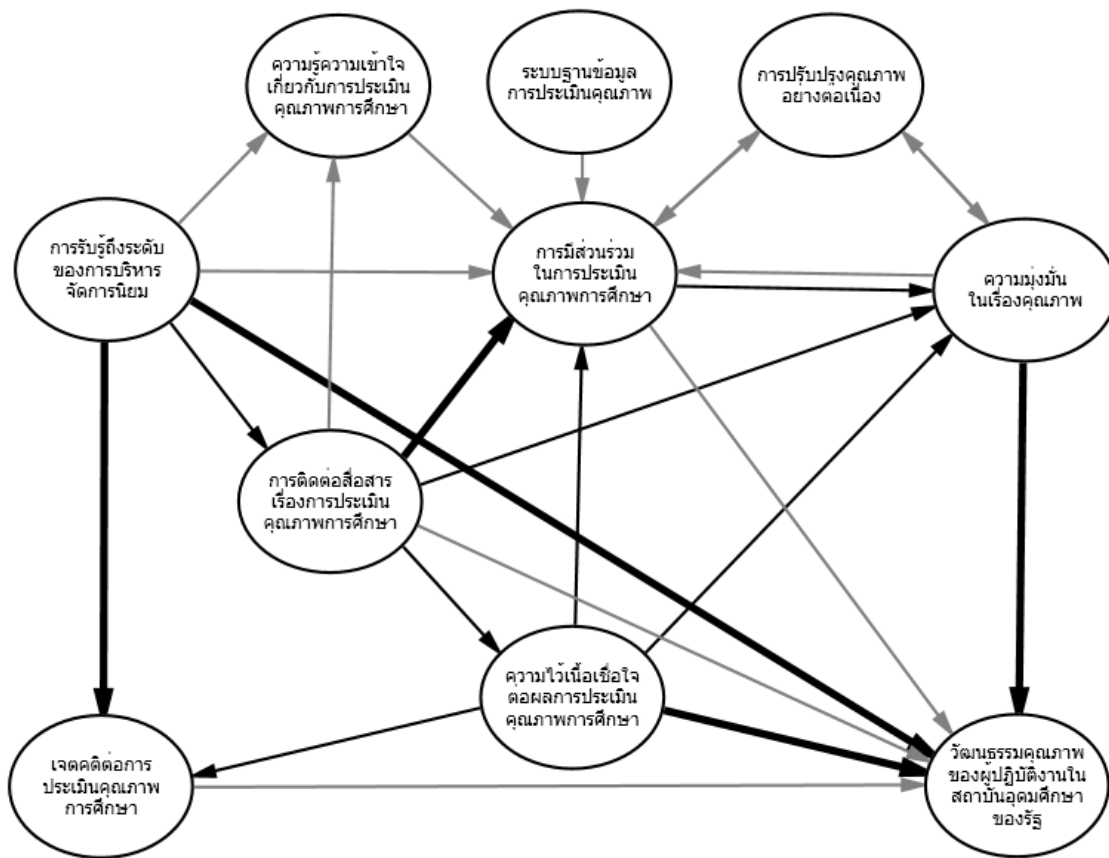 ความรู้ความเข้าใจ
เกี่ยวกับการประเมิน
คุณภาพการศึกษา
ระบบฐานข้อมูล
การประเมินคุณภาพ
การปรับปรุงคุณภาพ
อย่างต่อเนื่อง
การรับรู้ถึงระดับ
ของการบริหาร
จัดการนิยม
การมีส่วนร่วม
ในการประเมิน
คุณภาพการศึกษา
ความมุ่งมั่น
ในเรื่องคุณภาพ
การติดต่อสื่อสาร
เรื่องการประเมิน
คุณภาพการศึกษา
ความไว้เนื้อเชื่อใจ
ต่อผลการประเมิน
คุณภาพการศึกษา
เจตคติต่อการ
ประเมินคุณภาพ
การศึกษา
วัฒนธรรมคุณภาพ
ของผู้ปฏิบัติงานใน
สถาบันอุดมศึกษา
ของรัฐ